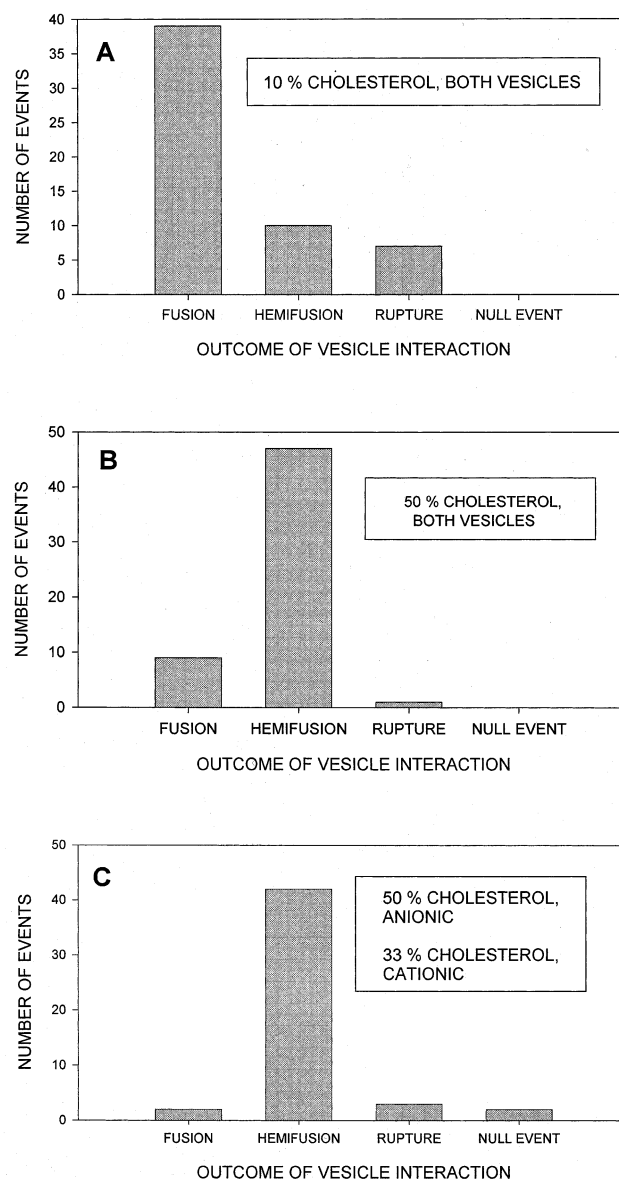 A
10 % CHOLESTEROL, BOTH VESICLES
NUMBER OF EVENTS
40
35
30
25
20
15
10
5
0
FUSION HEMIFUSION RUPTURE NULL EVENT
OUTCOME OF VESICLE INTERACTION
B
50 % CHOLESTEROL,
BOTH VESICLES
NUMBER OF EVENTS
50
40
30
20
10
0
FUSION HEMIFUSION RUPTURE NULL EVENT
OUTCOME OF VESICLE INTERACTION
C
50 % CHOLESTEROL,
ANIONIC
33 % CHOLESTEROL,
CATIONIC
NUMBER OF EVENTS
50
40
30
20
10
0
FUSION HEMIFUSION RUPTURE NULL EVENT
OUTCOME OF VESICLE INTERACTION